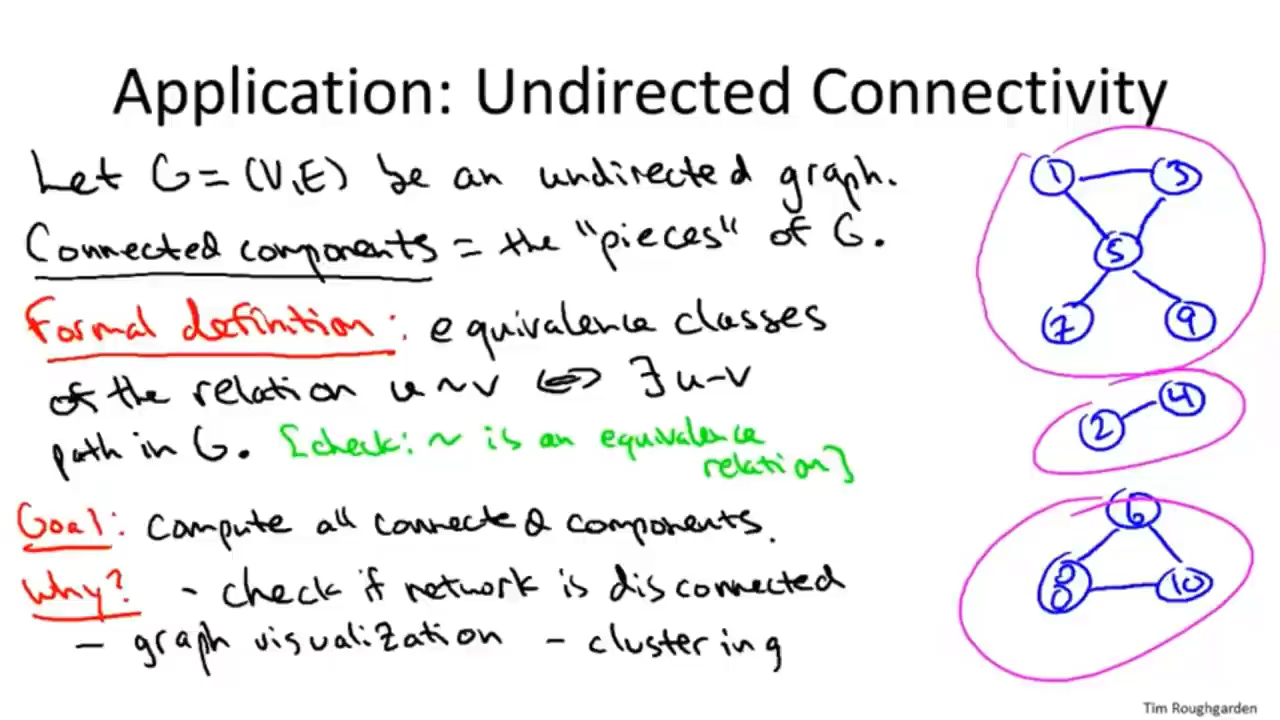 Application: Undirected Connectivity
Let G = (V,E) be an undirected graph.
Connected components = the "pieces" of G.
Formal definition: equivalence classes
of the relation u ~ v ⇔ ∃ u-v
path in G. [check: ~ is an equivalence
relation]
Goal: compute all connected components.
Why? - check if network is disconnected
- graph visualization - clustering
1 3
5
7 9
4
2
6
8 10
Tim Roughgarden